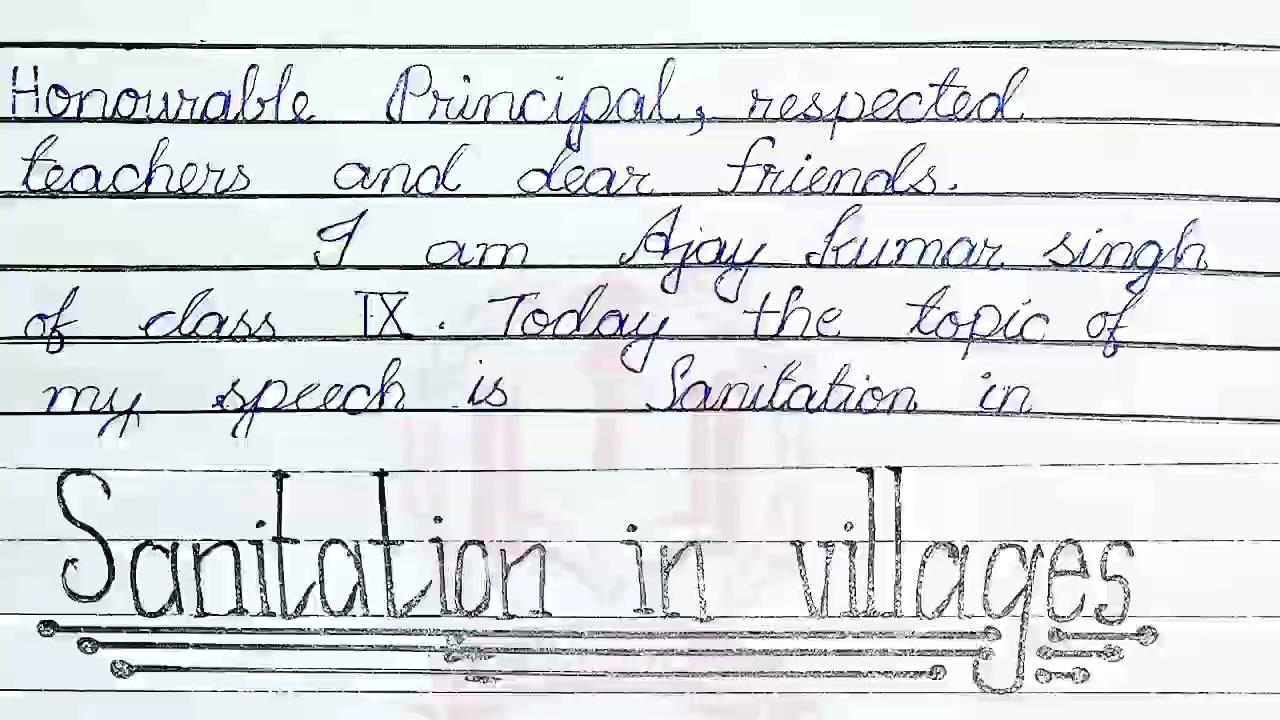 Honourable Principal, respected
teachers and dear friends.
I am Ajay kumar singh
of class IX. Today the topic of
my speech is Sanitation in
Sanitation in villages